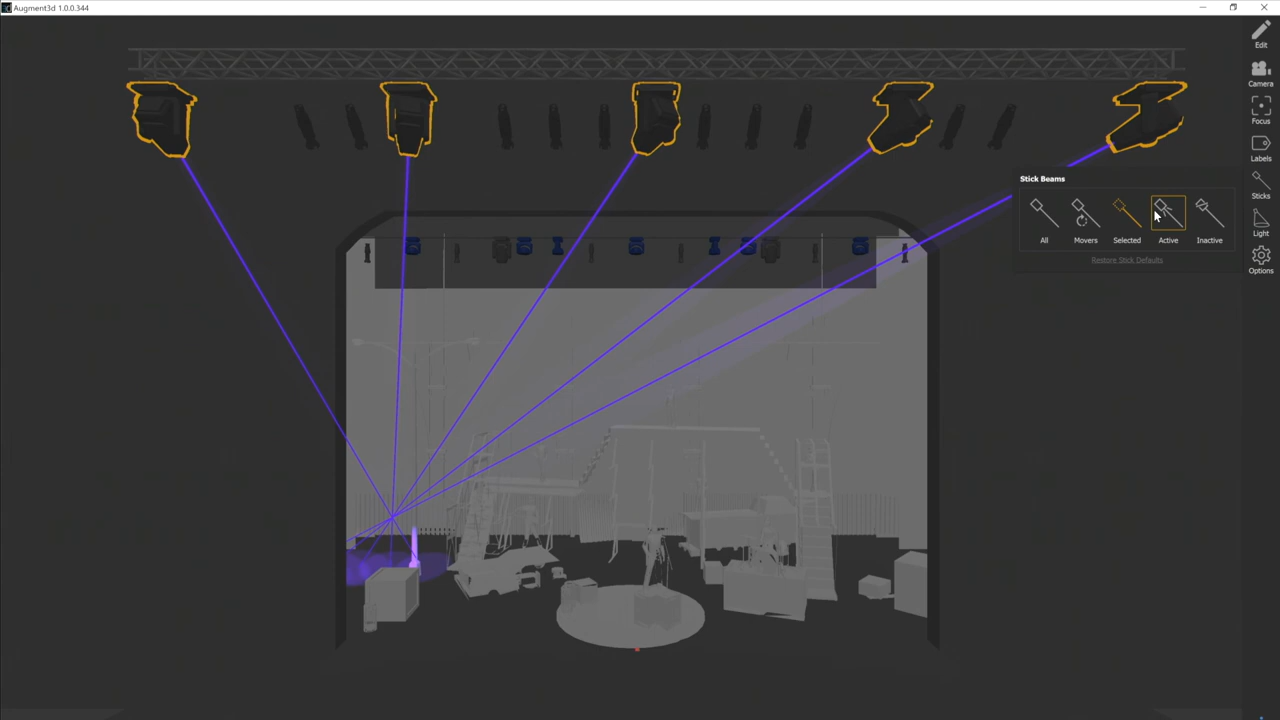 Augment3d 1.0.0.344
Edit
Camera
Focus
Labels
Stick Beams
Sticks
All Movers Selected Active Inactive
Light
Restore Stick Defaults
Options